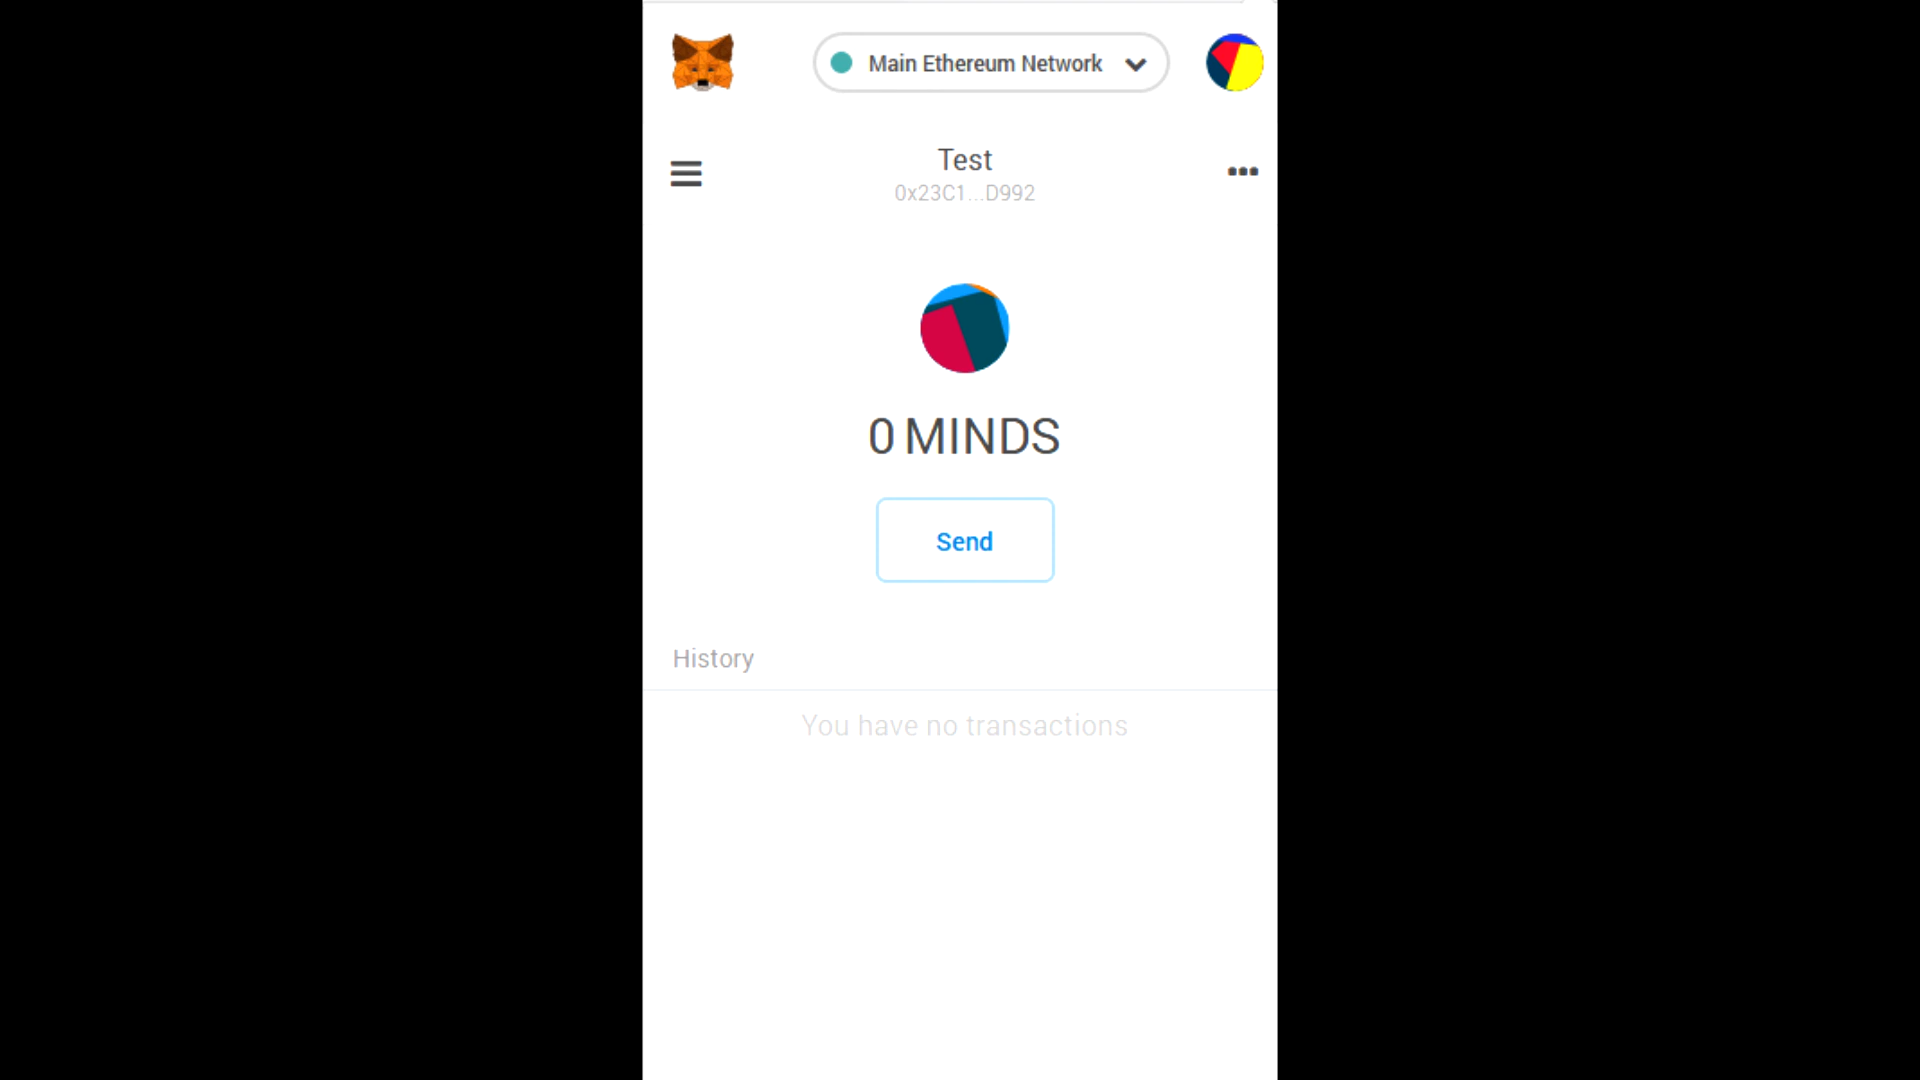 Main Ethereum Network
Test
0x23C1...D992
0 MINDS
Send
History
You have no transactions